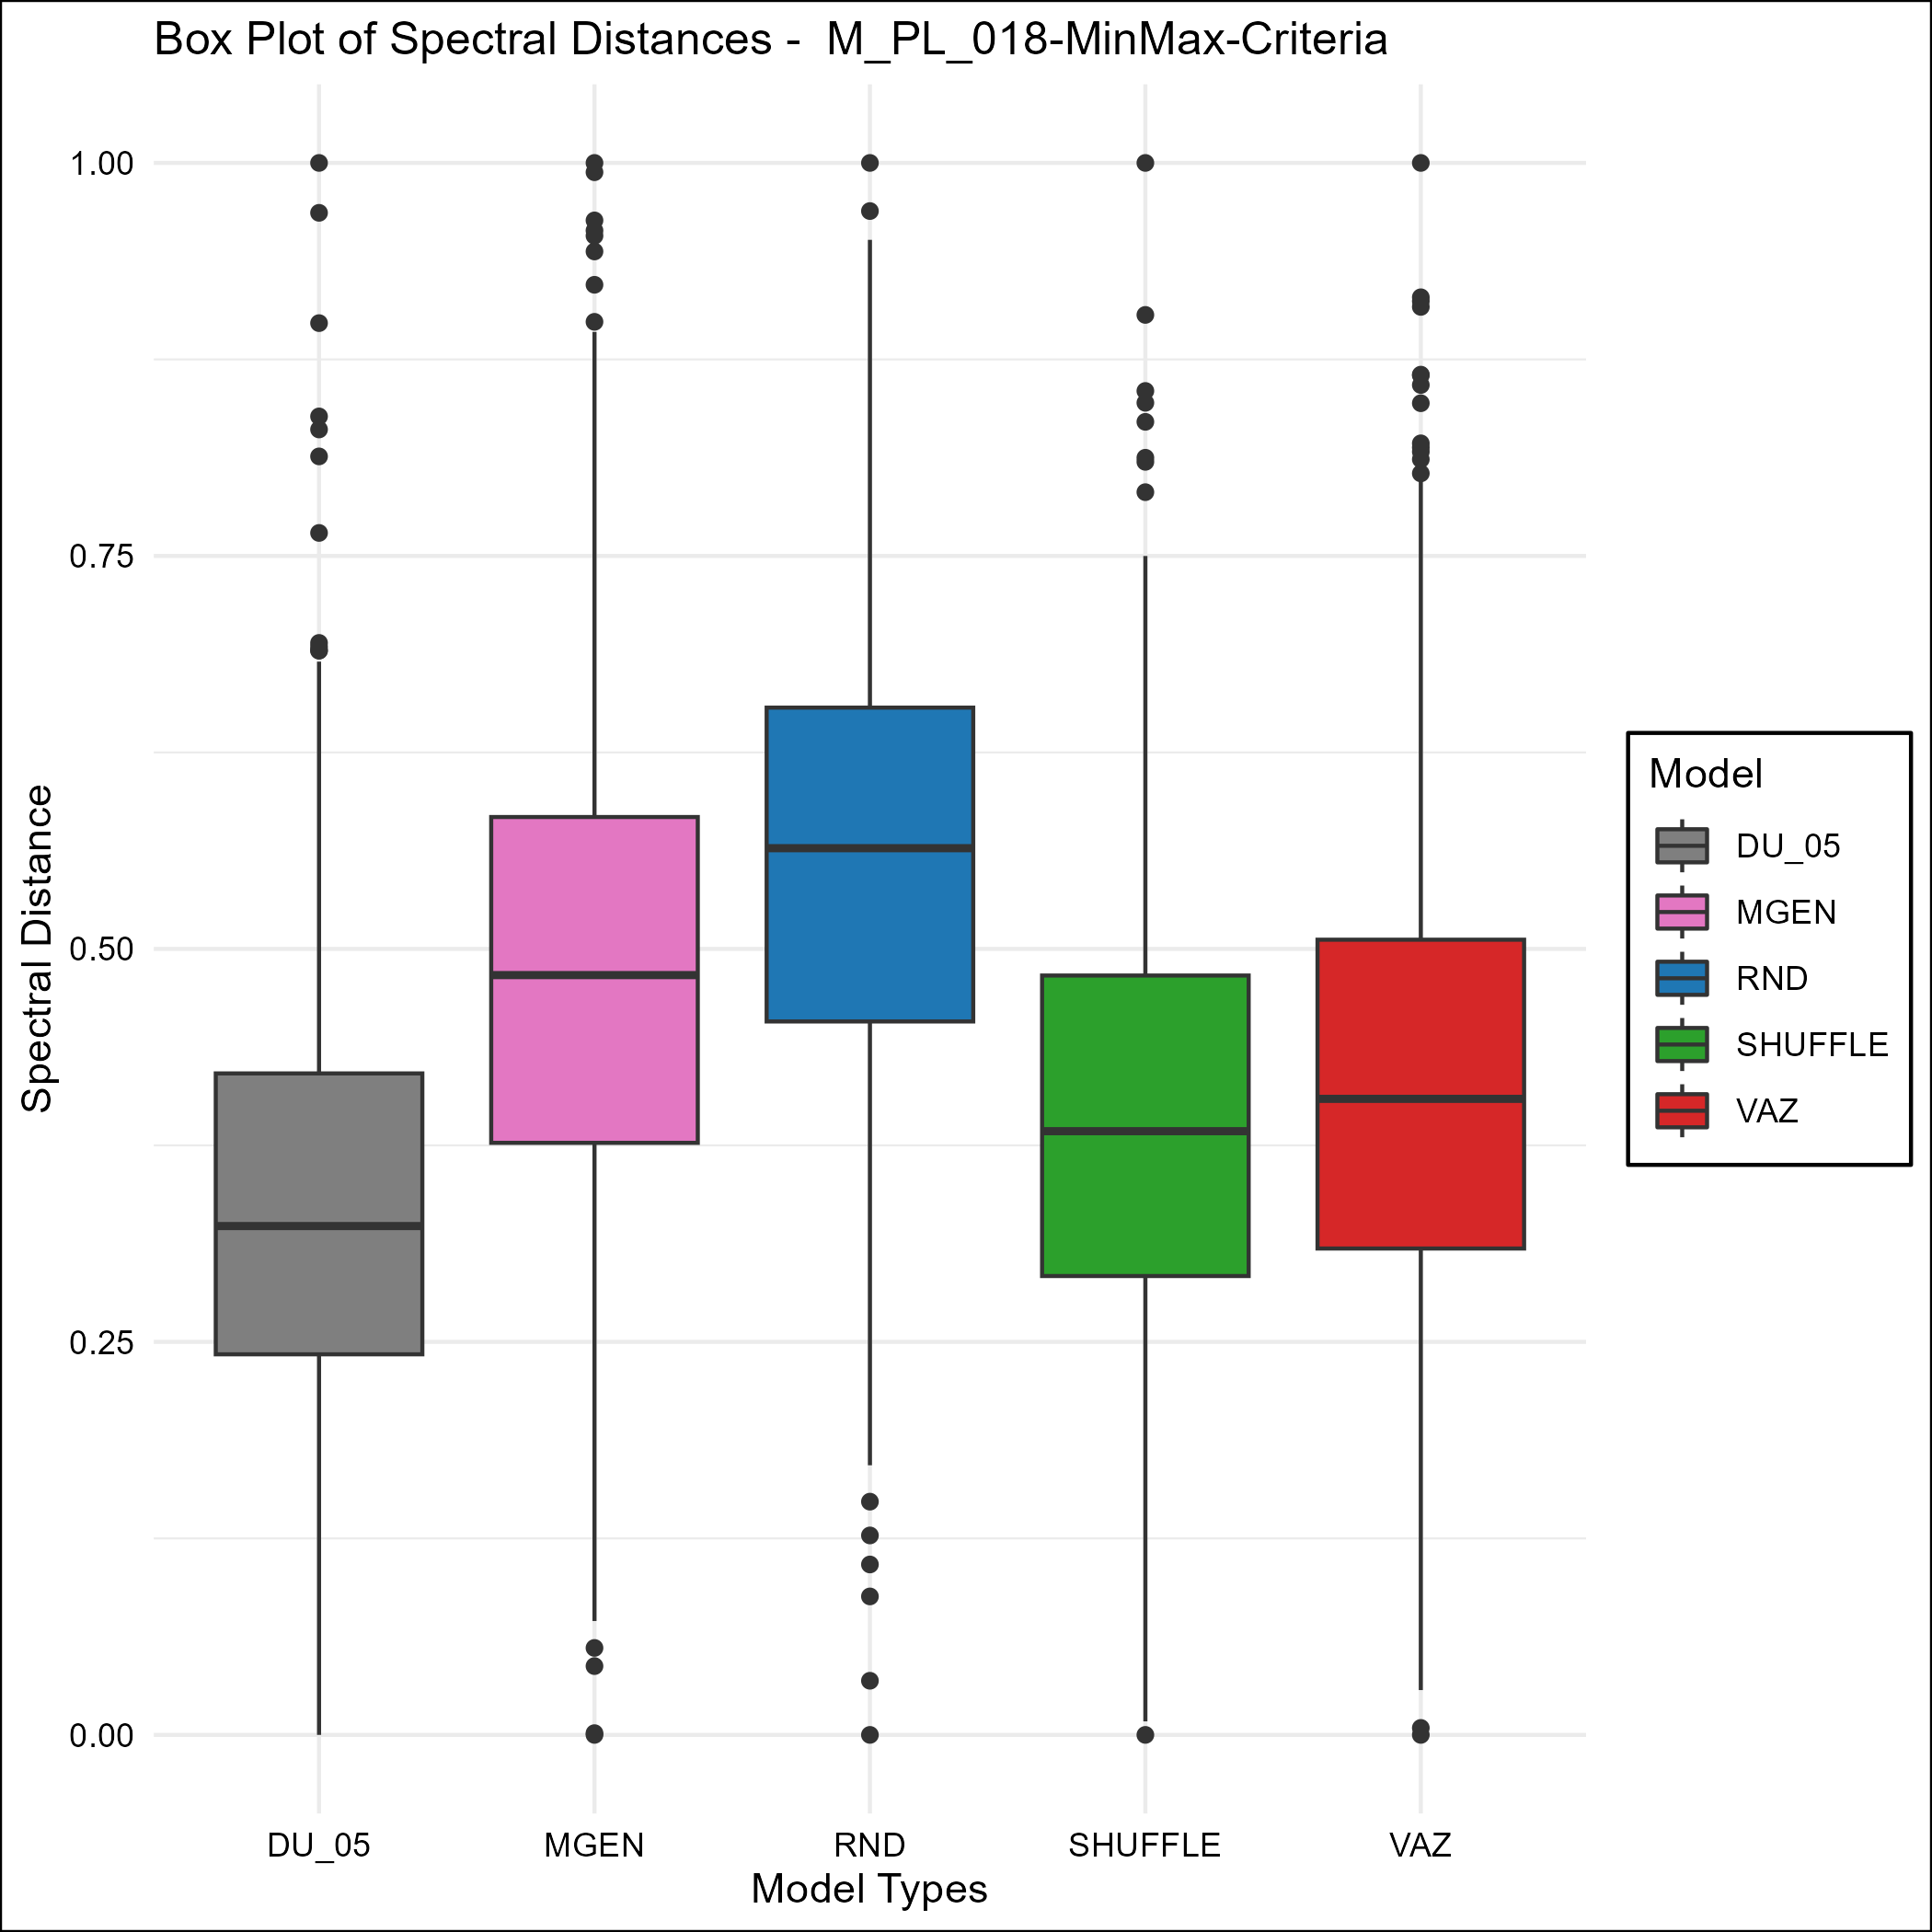 Box Plot of Spectral Distances -  M_PL_018-MinMax-Criteria
Spectral Distance
1.00
0.75
0.50
0.25
0.00
DU_05 MGEN RND SHUFFLE VAZ
Model Types
Model
DU_05
MGEN
RND
SHUFFLE
VAZ